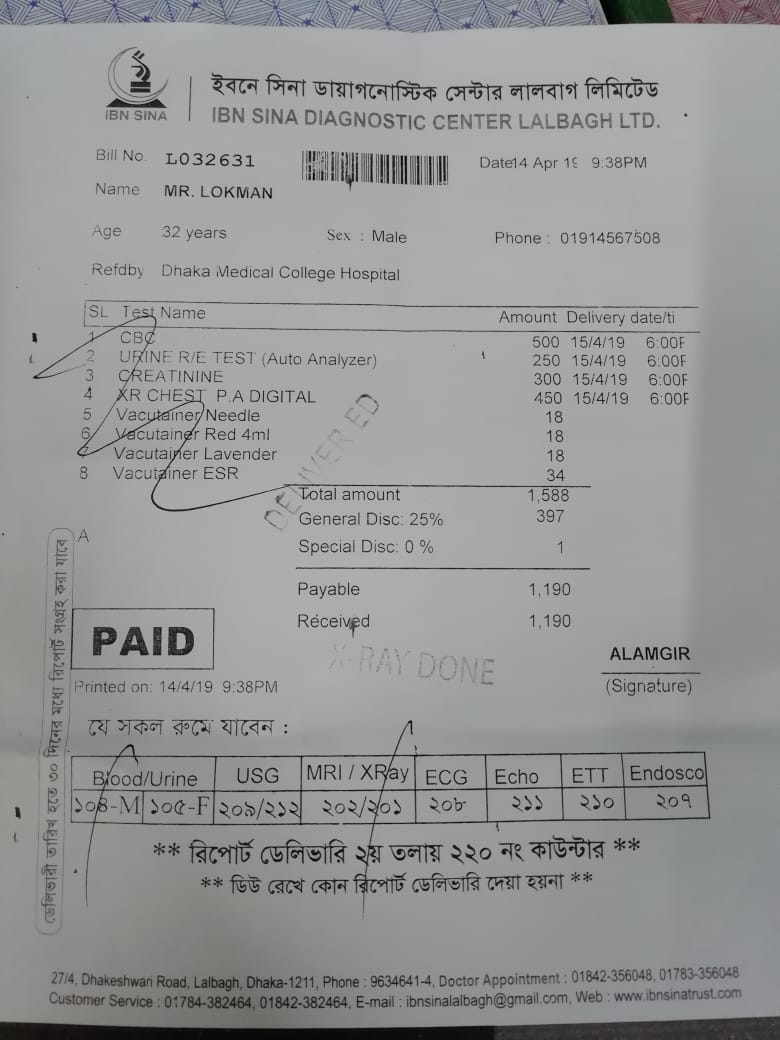 IBN SINA
ইবনে সিনা ডায়াগনোস্টিক সেন্টার লালবাগ লিমিটেড
IBN SINA DIAGNOSTIC CENTER LALBAGH LTD.
Bill No. L032631 Date14 Apr 19 9:38PM
Name MR. LOKMAN
Age 32 years Sex : Male Phone : 01914567508
Refdby Dhaka Medical College Hospital
SL Test Name Amount Delivery date/ti
1 CBC 500 15/4/19 6:00F
2 URINE R/E TEST (Auto Analyzer) 250 15/4/19 6:00F
3 CREATININE 300 15/4/19 6:00F
4 XR CHEST P.A DIGITAL 450 15/4/19 6:00F
5 Vacutainer Needle 18
6 Vacutainer Red 4ml 18
7 Vacutainer Lavender 18
8 Vacutainer ESR 34
DELIVERED
Total amount 1,588
General Disc: 25% 397
Special Disc: 0 % 1
A
Payable 1,190
Received 1,190
PAID
X-RAY DONE
ALAMGIR
(Signature)
Printed on: 14/4/19 9:38PM
ডেলিভারী তারিখ হতে ৩০ দিনের মধ্যে রিপোর্ট সংগ্রহ করা যাবে
যে সকল রুমে যাবেন :
Blood/Urine USG MRI / XRay ECG Echo ETT Endosco
১০৪-M ১০৫-F ২০৯/২১২ ২০২/২০১ ২০৮ ২১১ ২১০ ২০৭
** রিপোর্ট ডেলিভারি ২য় তলায় ২২০ নং কাউন্টার **
** ডিউ রেখে কোন রিপোর্ট ডেলিভারি দেয়া হয়না **
27/4, Dhakeshwari Road, Lalbagh, Dhaka-1211, Phone : 9634641-4, Doctor Appointment : 01842-356048, 01783-356048
Customer Service : 01784-382464, 01842-382464, E-mail : ibnsinalalbagh@gmail.com, Web : www.ibnsinatrust.com